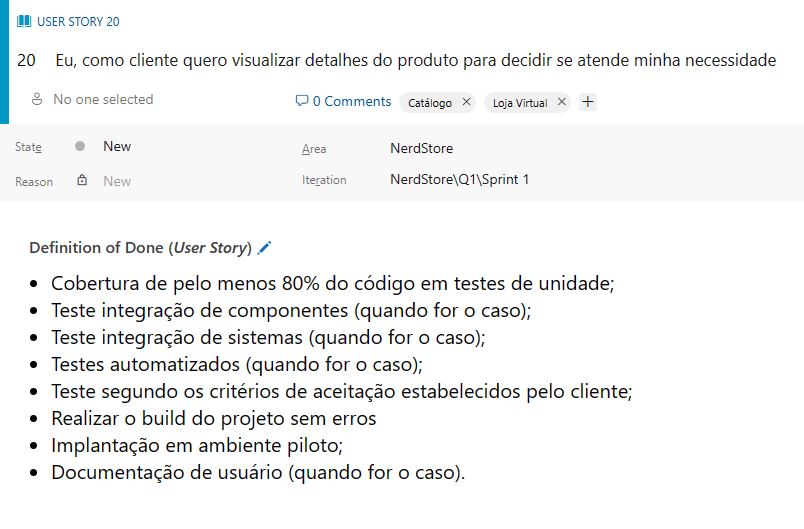 USER STORY 20
20 Eu, como cliente quero visualizar detalhes do produto para decidir se atende minha necessidade
No one selected 0 Comments Catálogo × Loja Virtual × +
State New Area NerdStore
Reason New Iteration NerdStore\Q1\Sprint 1
Definition of Done (User Story)
• Cobertura de pelo menos 80% do código em testes de unidade;
• Teste integração de componentes (quando for o caso);
• Teste integração de sistemas (quando for o caso);
• Testes automatizados (quando for o caso);
• Teste segundo os critérios de aceitação estabelecidos pelo cliente;
• Realizar o build do projeto sem erros
• Implantação em ambiente piloto;
• Documentação de usuário (quando for o caso).